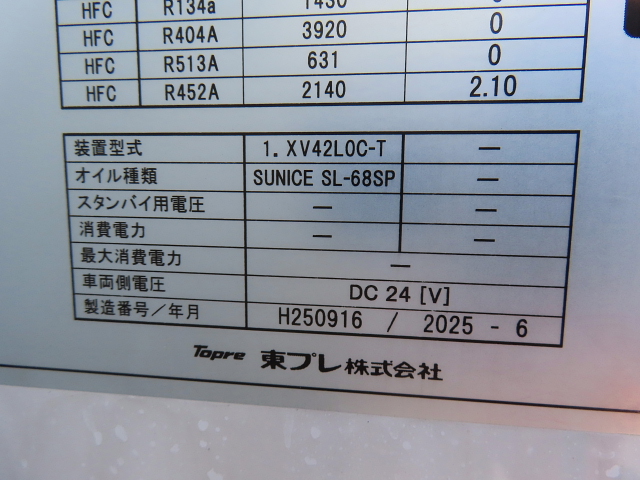 HFC R134a 1430 0
HFC R404A 3920 0
HFC R513A 631 0
HFC R452A 2140 2.10
装置型式 1. XV42L0C-T —
オイル種類 SUNICE SL-68SP —
スタンバイ用電圧 — —
消費電力 — —
最大消費電力 —
車両側電圧 DC 24 [V]
製造番号／年月 H250916 / 2025 - 6
Topre 東プレ株式会社